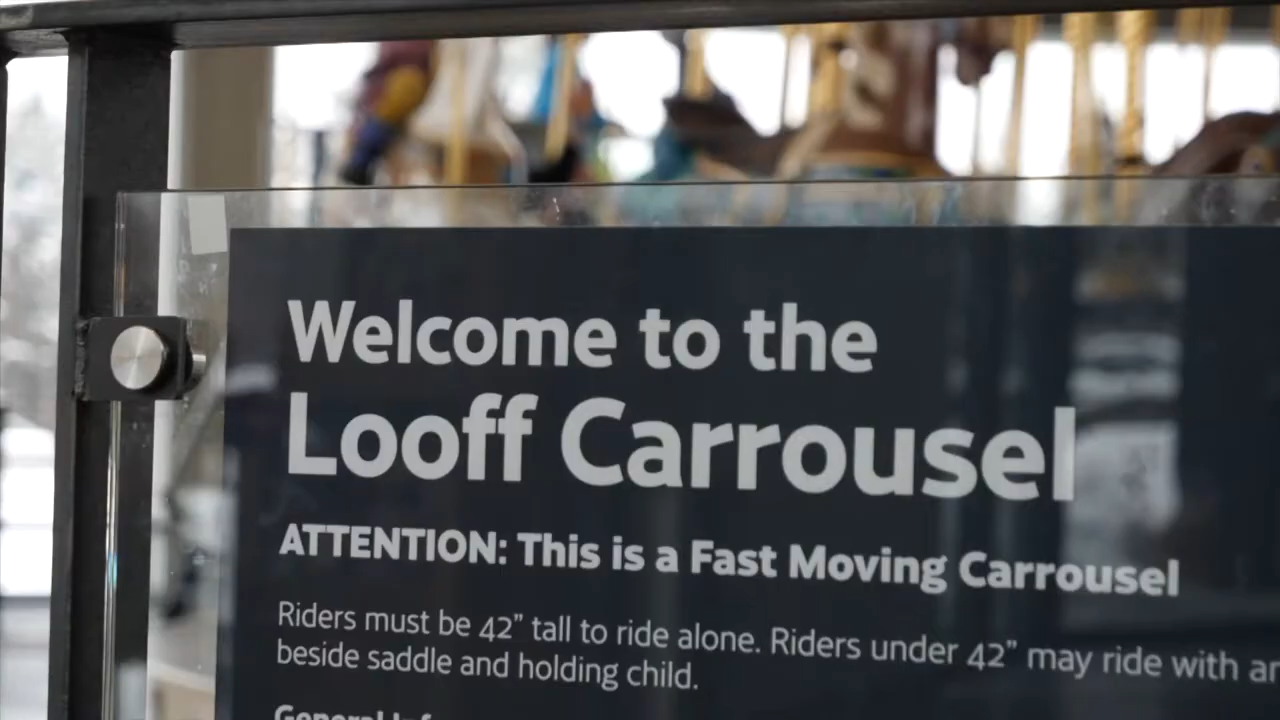 Welcome to the
Looff Carrousel
ATTENTION: This is a Fast Moving Carrousel
Riders must be 42” tall to ride alone. Riders under 42” may ride with
beside saddle and holding child.
General